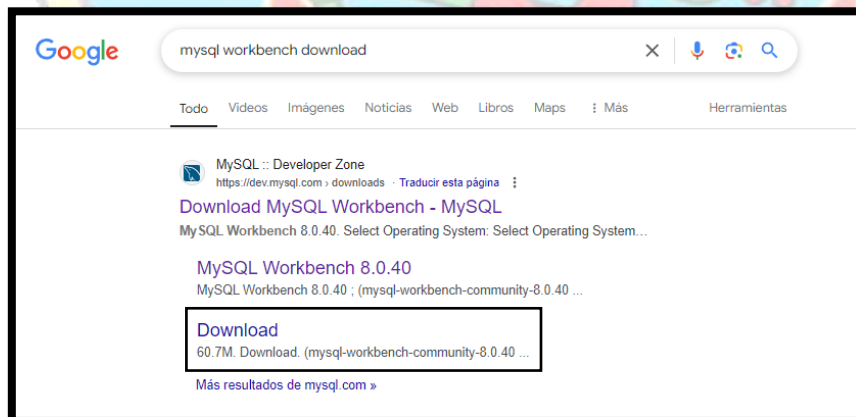 Google
mysql workbench download
Todo Videos Imágenes Noticias Web Libros Maps Más Herramientas
MySQL :: Developer Zone
https://dev.mysql.com › downloads · Traducir esta página
Download MySQL Workbench - MySQL
MySQL Workbench 8.0.40. Select Operating System: Select Operating System…
MySQL Workbench 8.0.40
MySQL Workbench 8.0.40 ; (mysql-workbench-community-8.0.40 ...
Download
60.7M. Download. (mysql-workbench-community-8.0.40 ...
Más resultados de mysql.com »